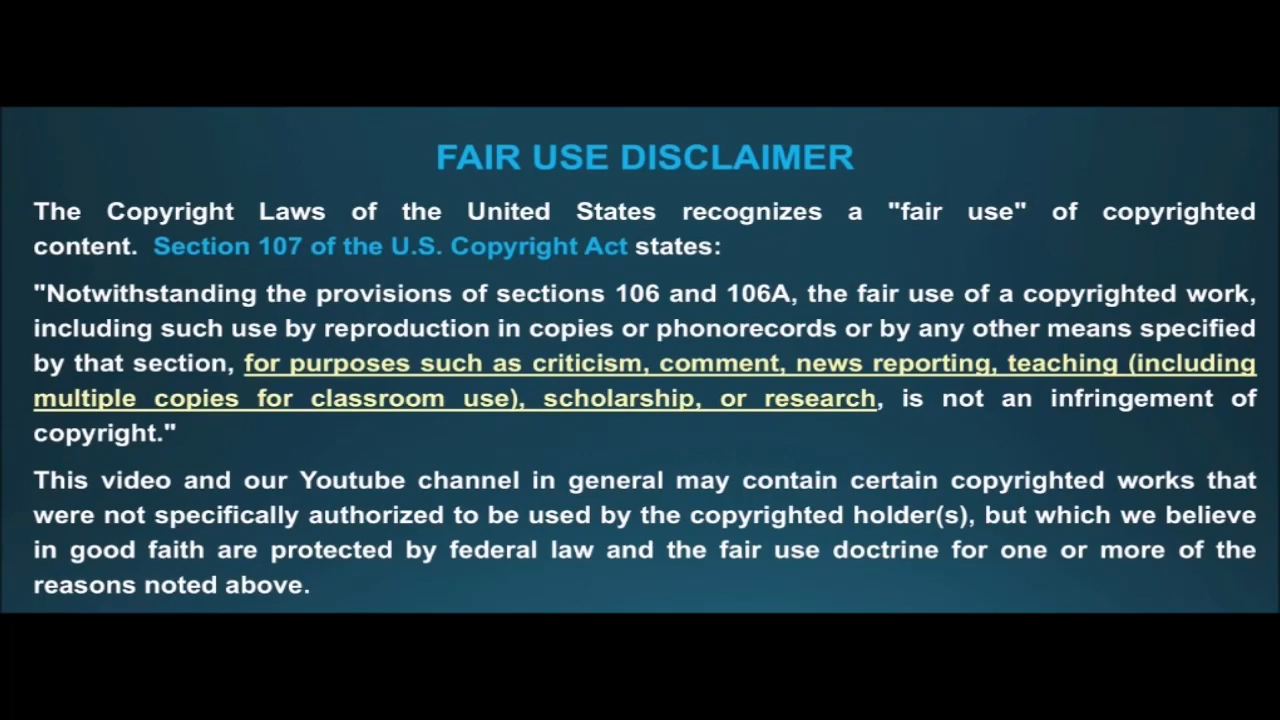 FAIR USE DISCLAIMER
The Copyright Laws of the United States recognizes a "fair use" of copyrighted
content. Section 107 of the U.S. Copyright Act states:
"Notwithstanding the provisions of sections 106 and 106A, the fair use of a copyrighted work,
including such use by reproduction in copies or phonorecords or by any other means specified
by that section, for purposes such as criticism, comment, news reporting, teaching (including
multiple copies for classroom use), scholarship, or research, is not an infringement of
copyright."
This video and our Youtube channel in general may contain certain copyrighted works that
were not specifically authorized to be used by the copyrighted holder(s), but which we believe
in good faith are protected by federal law and the fair use doctrine for one or more of the
reasons noted above.